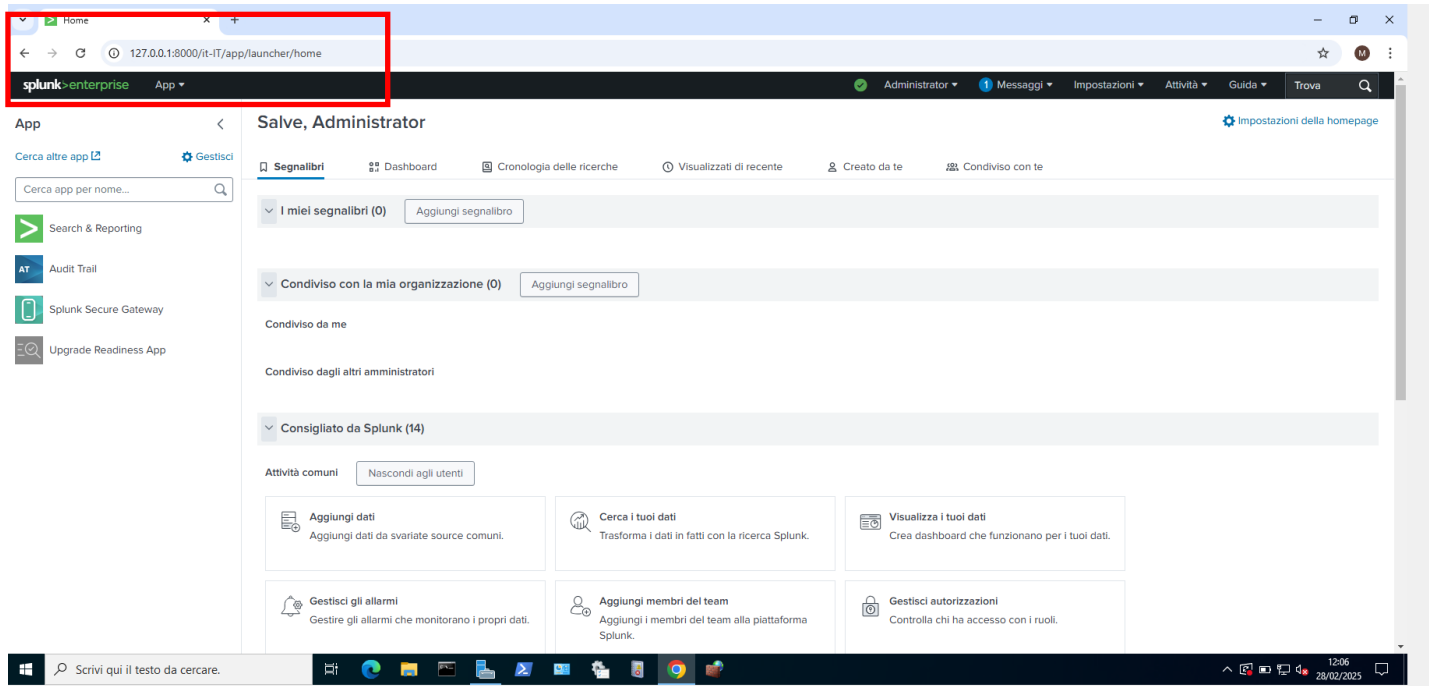 Home
127.0.0.1:8000/it-IT/app/launcher/home
M
splunk>enterprise App Administrator 1 Messaggi Impostazioni Attività Guida Trova
App
Salve, Administrator
Impostazioni della homepage
Cerca altre app
Gestisci
Cerca app per nome...
Search & Reporting
AT Audit Trail
Splunk Secure Gateway
Upgrade Readiness App
Segnalibri Dashboard Cronologia delle ricerche Visualizzati di recente Creato da te Condiviso con te
I miei segnalibri (0) Aggiungi segnalibro
Condiviso con la mia organizzazione (0) Aggiungi segnalibro
Condiviso da me
Condiviso dagli altri amministratori
Consigliato da Splunk (14)
Attività comuni Nascondi agli utenti
Aggiungi dati
Aggiungi dati da svariate source comuni.
Cerca i tuoi dati
Trasforma i dati in fatti con la ricerca Splunk.
Visualizza i tuoi dati
Crea dashboard che funzionano per i tuoi dati.
Gestisci gli allarmi
Gestire gli allarmi che monitorano i propri dati.
Aggiungi membri del team
Aggiungi i membri del team alla piattaforma
Splunk.
Gestisci autorizzazioni
Controlla chi ha accesso con i ruoli.
Scrivi qui il testo da cercare.
12:06
28/02/2025